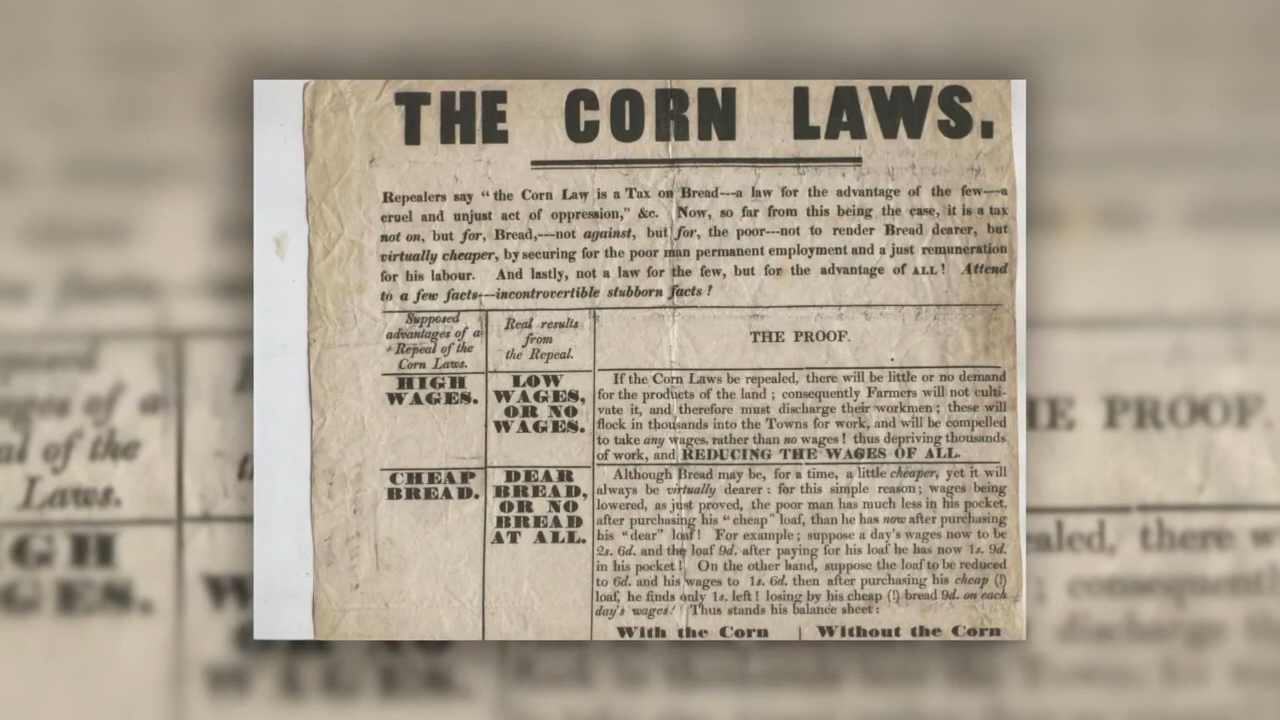 THE CORN LAWS.
Repealers say "the Corn Law is a Tax on Bread---a law for the advantage of the few---a
cruel and unjust act of oppression," &c. Now, so far from this being the case, it is a tax
not on, but for, Bread,---not against, but for, the poor---not to render Bread dearer, but
virtually cheaper, by securing for the poor man permanent employment and a just remuneration
for his labour. And lastly, not a law for the few, but for the advantage of ALL! Attend
to a few facts---incontrovertible stubborn facts!
Supposed
advantages of a
Repeal of the
Corn Laws.
Real results
from
the Repeal.
THE PROOF.
HIGH
WAGES.
LOW
WAGES,
OR NO
WAGES.
If the Corn Laws be repealed, there will be little or no demand
for the products of the land; consequently Farmers will not culti-
vate it, and therefore must discharge their workmen; these will
flock in thousands into the Towns for work, and will be compelled
to take any wages, rather than no wages! thus depriving thousands
of work, and REDUCING THE WAGES OF ALL.
CHEAP
BREAD.
DEAR
BREAD,
OR NO
BREAD
AT ALL.
Although Bread may be, for a time, a little cheaper, yet it will
always be virtually dearer: for this simple reason; wages being
lowered, as just proved, the poor man has much less in his pocket,
after purchasing his "cheap" loaf, than he has now after purchasing
his "dear" loaf! For example; suppose a day's wages now to be
2s. 6d. and the loaf 9d. after paying for his loaf he has now 1s. 9d.
in his pocket! On the other hand, suppose the loaf to be reduced
to 6d. and his wages to 1s. 6d. then after purchasing his cheap (!)
loaf, he finds only 1s. left! losing by his cheap (!) bread 9d. on each
day's wages! Thus stands his balance sheet:
With the Corn | Without the Corn